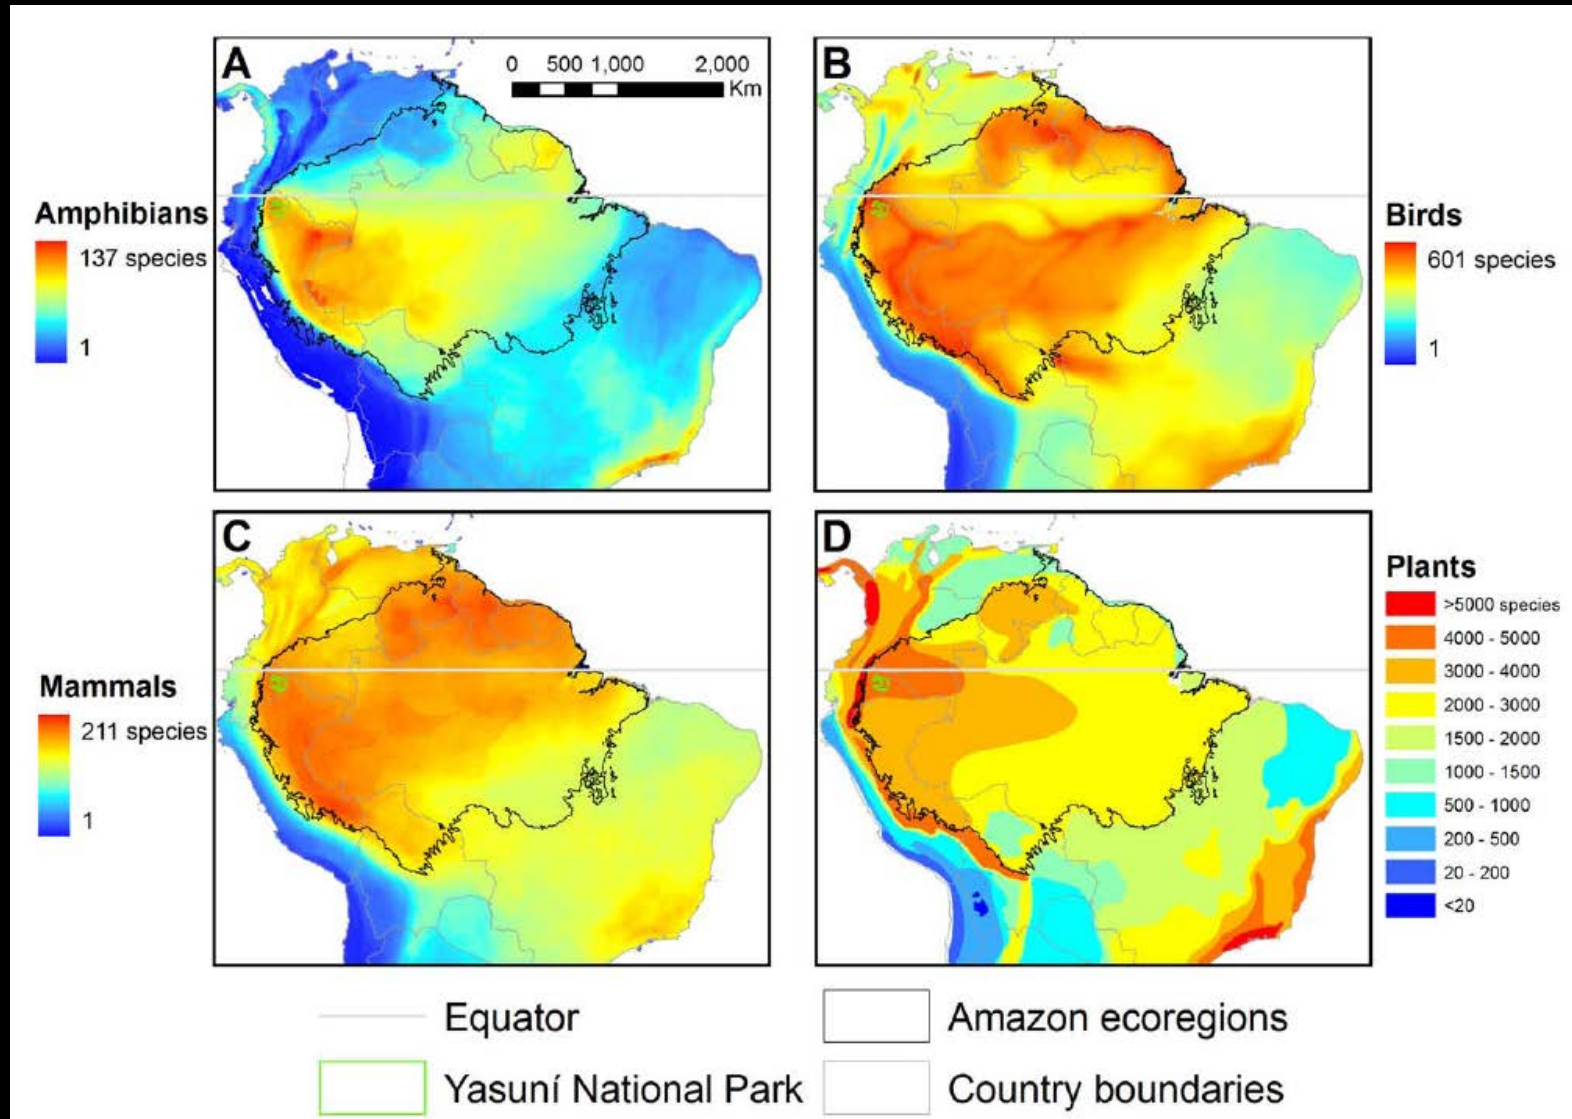 A
0 500 1,000 2,000
Km
Amphibians
137 species
1
B
Birds
601 species
1
C
Mammals
211 species
1
D
Plants
>5000 species
4000 - 5000
3000 - 4000
2000 - 3000
1500 - 2000
1000 - 1500
500 - 1000
200 - 500
20 - 200
<20
Equator
Amazon ecoregions
Yasuní National Park
Country boundaries